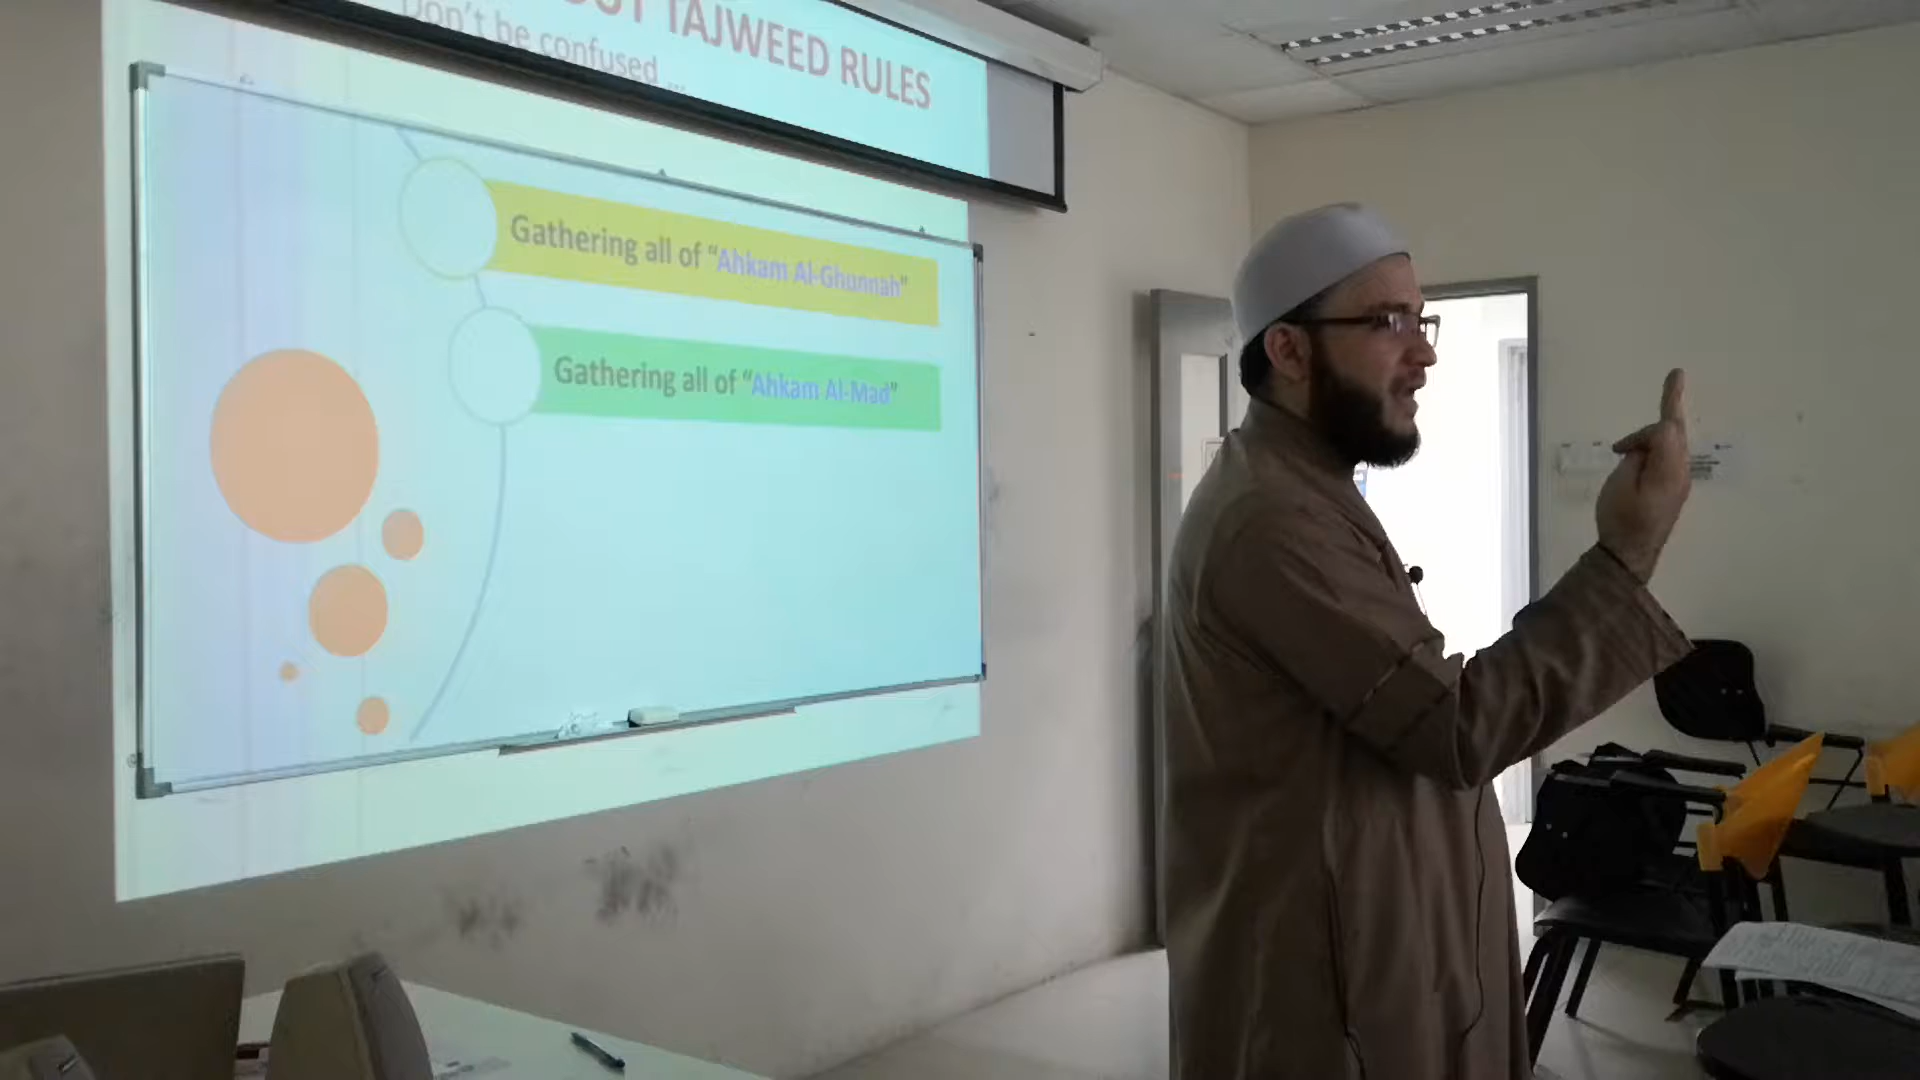 TAJWEED RULES
Don't be confused ...
Gathering all of “Ahkam Al-Ghunnah”
Gathering all of “Ahkam Al-Mad”